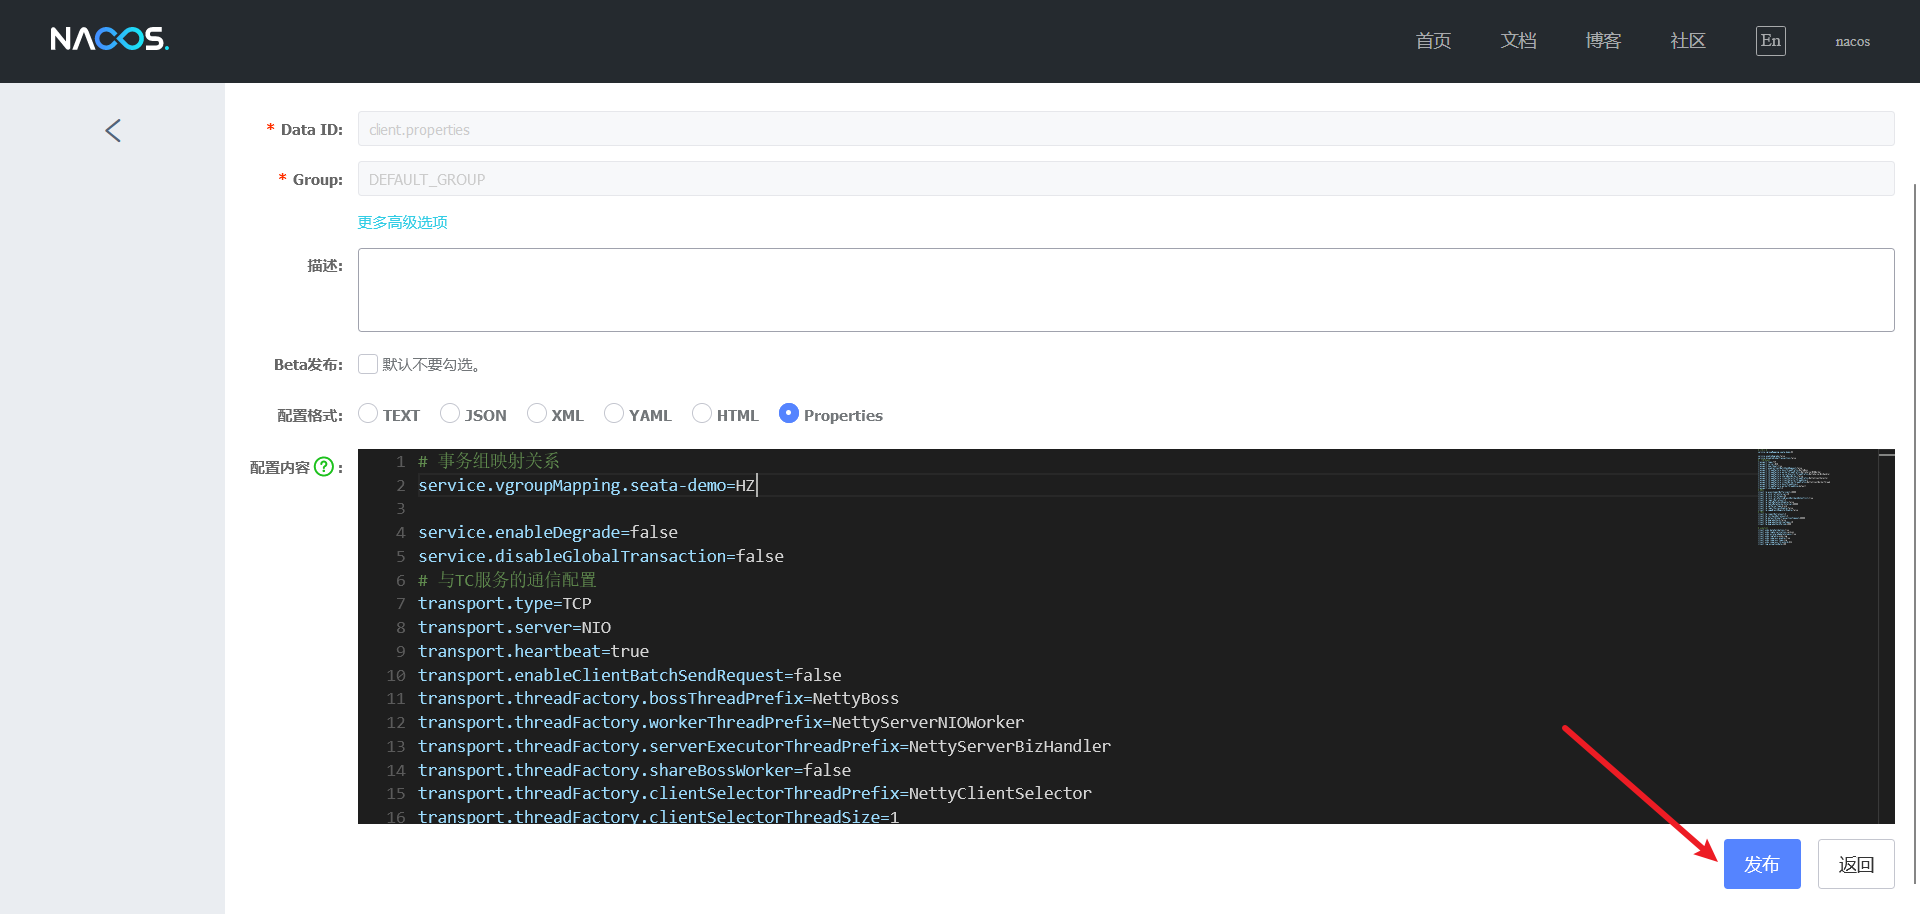 NACOS.
首页 文档 博客 社区 En nacos
* Data ID: client.properties
* Group: DEFAULT_GROUP
更多高级选项
描述:
Beta发布: 默认不要勾选。
配置格式: TEXT JSON XML YAML HTML Properties
配置内容 ? :
1 # 事务组映射关系
2 service.vgroupMapping.seata-demo=HZ
3
4 service.enableDegrade=false
5 service.disableGlobalTransaction=false
6 # 与TC服务的通信配置
7 transport.type=TCP
8 transport.server=NIO
9 transport.heartbeat=true
10 transport.enableClientBatchSendRequest=false
11 transport.threadFactory.bossThreadPrefix=NettyBoss
12 transport.threadFactory.workerThreadPrefix=NettyServerNIOWorker
13 transport.threadFactory.serverExecutorThreadPrefix=NettyServerBizHandler
14 transport.threadFactory.shareBossWorker=false
15 transport.threadFactory.clientSelectorThreadPrefix=NettyClientSelector
16 transport.threadFactory.clientSelectorThreadSize=1
发布 返回